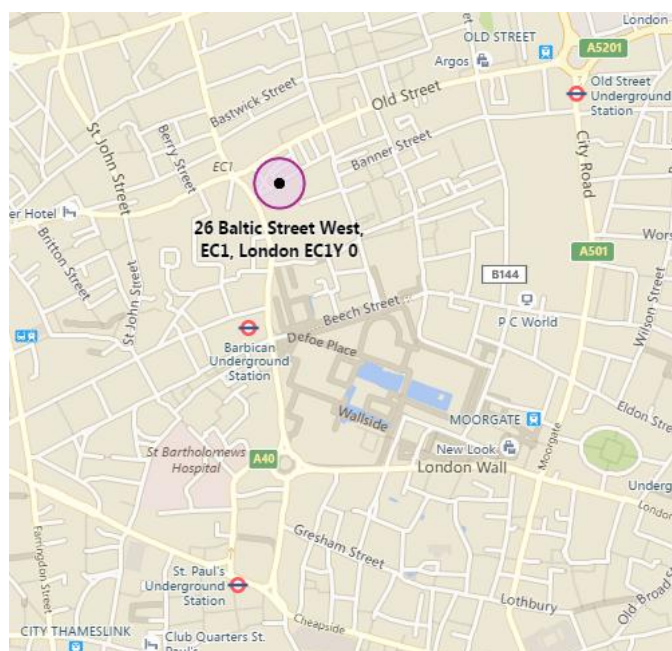 London
OLD STREET
A5201
Argos
Old Street
Bastwick Street
Old Street
Underground
Station
St John Street
Berry Street
Banner Street
City Road
EC1
er Hotel
26 Baltic Street West,
EC1, London EC1Y 0
Britton Street
St John Street
A501
Wors
B144
Wilson Street
Beech Street ...
P C World
Barbican
Underground
Station
Defoe Place
Wallside
MOORGATE
Eldon Stre
New Look
Moorgate
St Bartholomews
Hospital
A40
London Wall
Underg
London
Farringdon Street
Gresham Street
St. Paul's
Underground
Station
Lothbury
Old Broad S
Cheapside
CITY THAMESLINK
Club Quarters St.
Paul's